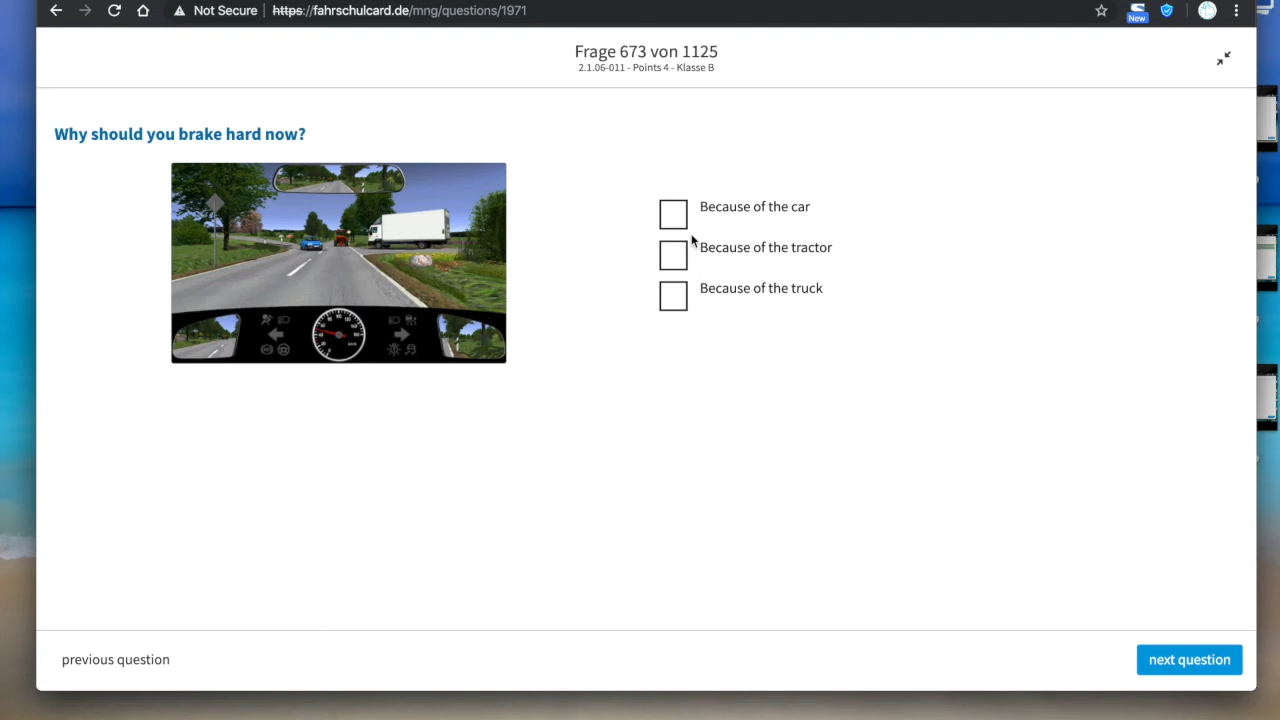 Not Secure | https://fahrschulcard.de/mng/questions/1971
New
Frage 673 von 1125
2.1.06-011 - Points 4 - Klasse B
Why should you brake hard now?
Because of the car
Because of the tractor
Because of the truck
previous question
next question